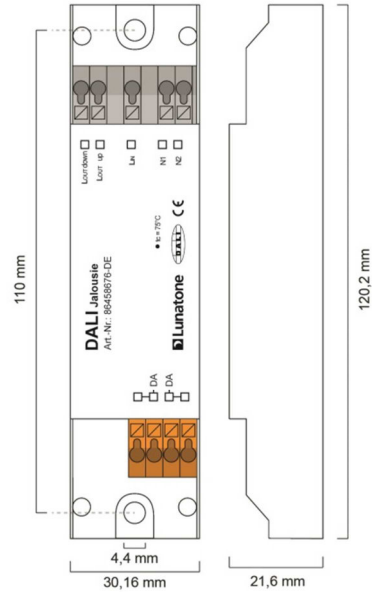 LOUT down
LOUT up
LIN
N1
N2
110 mm
120,2 mm
• tc = 75°C
DALI
CE
DALI Jalousie
Art.-Nr.: 86458676-DE
Lunatone
DA
DA
4,4 mm
30,16 mm
21,6 mm